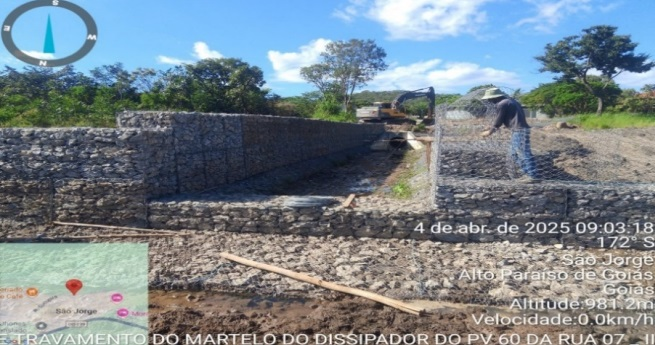 S
E
W
N
4 de abr. de 2025 09:03:18
172° S
São Jorge
Alto Paraíso de Goiás
Goiás
Altitude:981.2m
Velocidade:0.0km/h
São Jorge
E TRAVAMENTO DO MARTELO DO DISSIPADOR DO PV 60 DA RUA 07